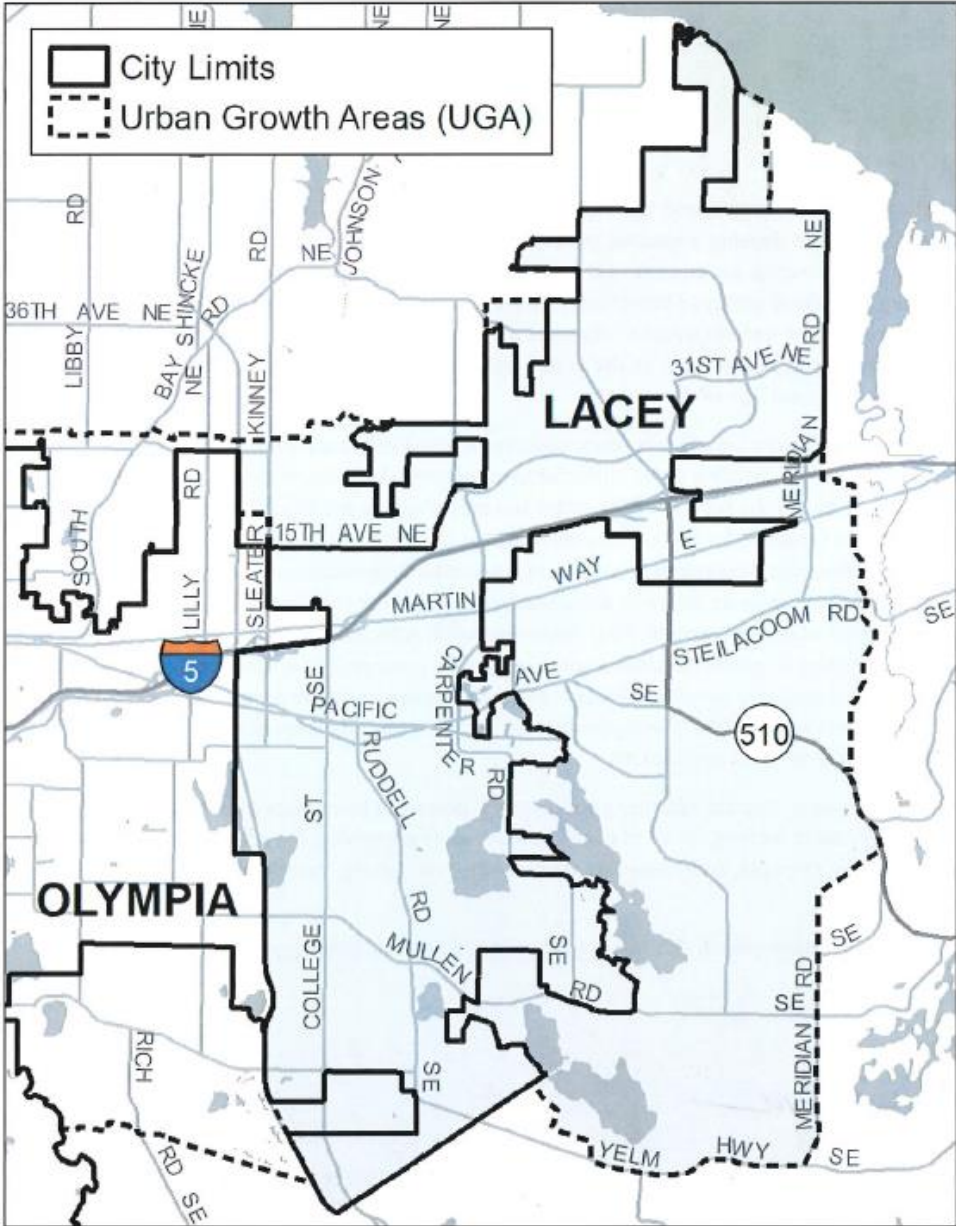 City Limits
Urban Growth Areas (UGA)
NE
NE
NE
RD
RD
JOHNSON
NE
NE
36TH AVE NE
RD
SHINCKE
BAY
LIBBY
NE
KINNEY
31ST AVE NE
RD
LACEY
MERIDIAN
RD
SOUTH
15TH AVE NE
SLEATER
LILLY
E
WAY
MARTIN
STEILACOOM RD
SE
5
SE
CARPENTER
AVE
SE
PACIFIC
510
RUDDELL
RD
ST
OLYMPIA
RD
MULLEN
SE
RD
SE
RD
SE
COLLEGE
RICH
SE
MERIDIAN
RD SE
YELM HWY SE